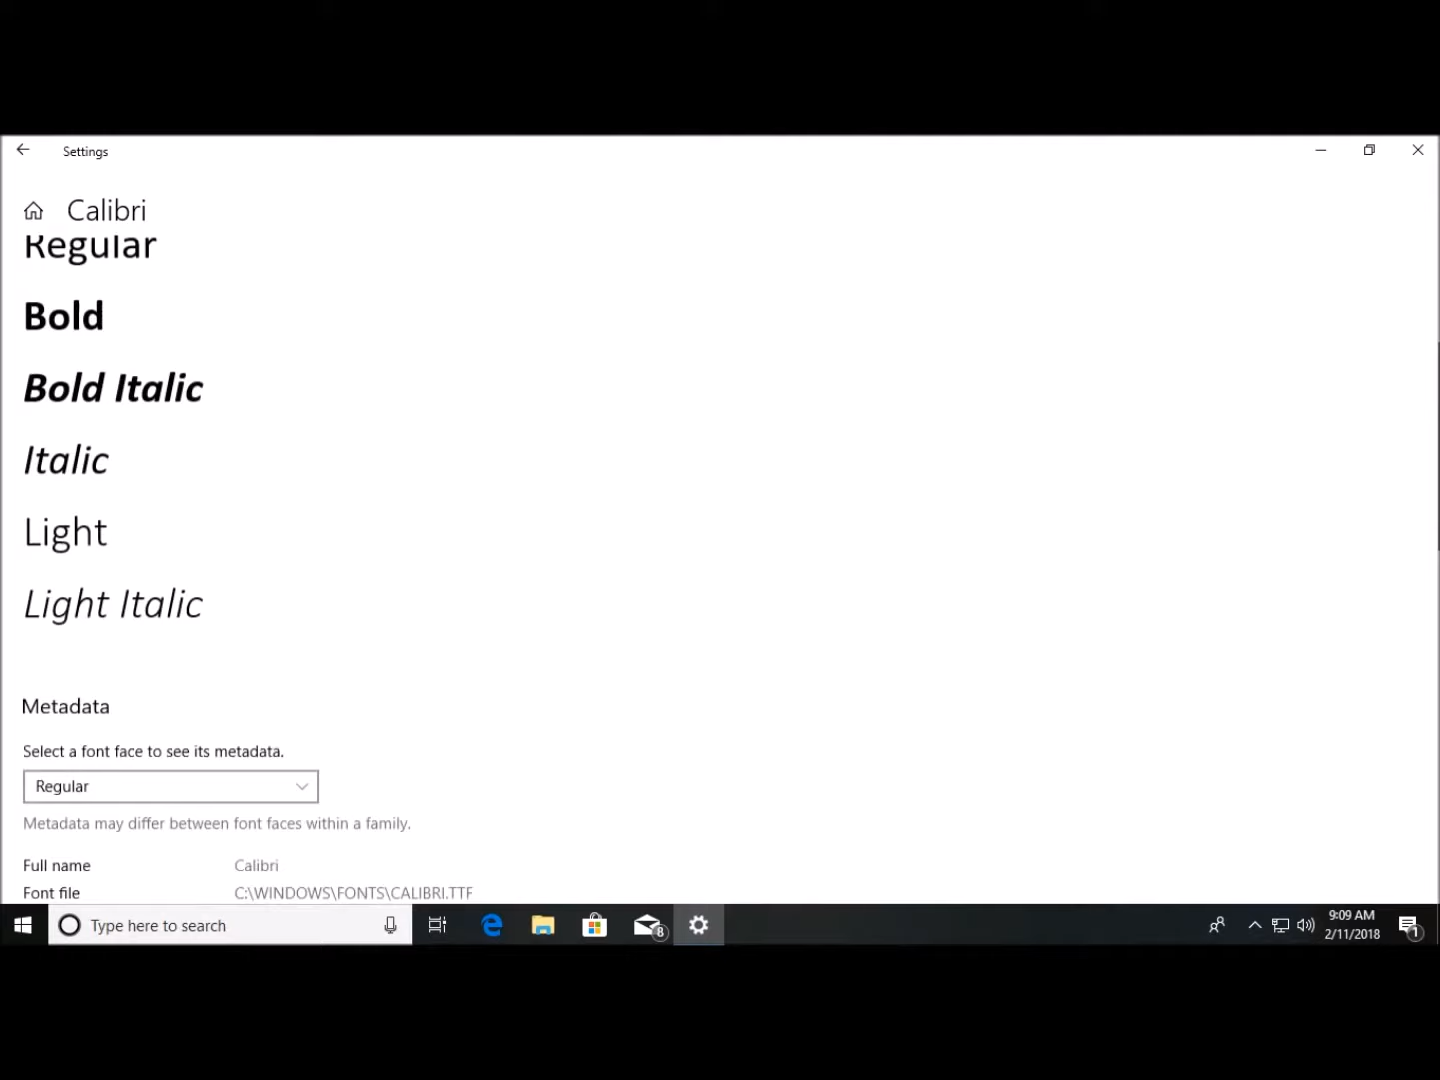 Settings
Calibri
Regular
Bold
Bold Italic
Italic
Light
Light Italic
Metadata
Select a font face to see its metadata.
Regular
Metadata may differ between font faces within a family.
Full name Calibri
Font file C:\WINDOWS\FONTS\CALIBRI.TTF
Type here to search
8
9:09 AM
2/11/2018
1